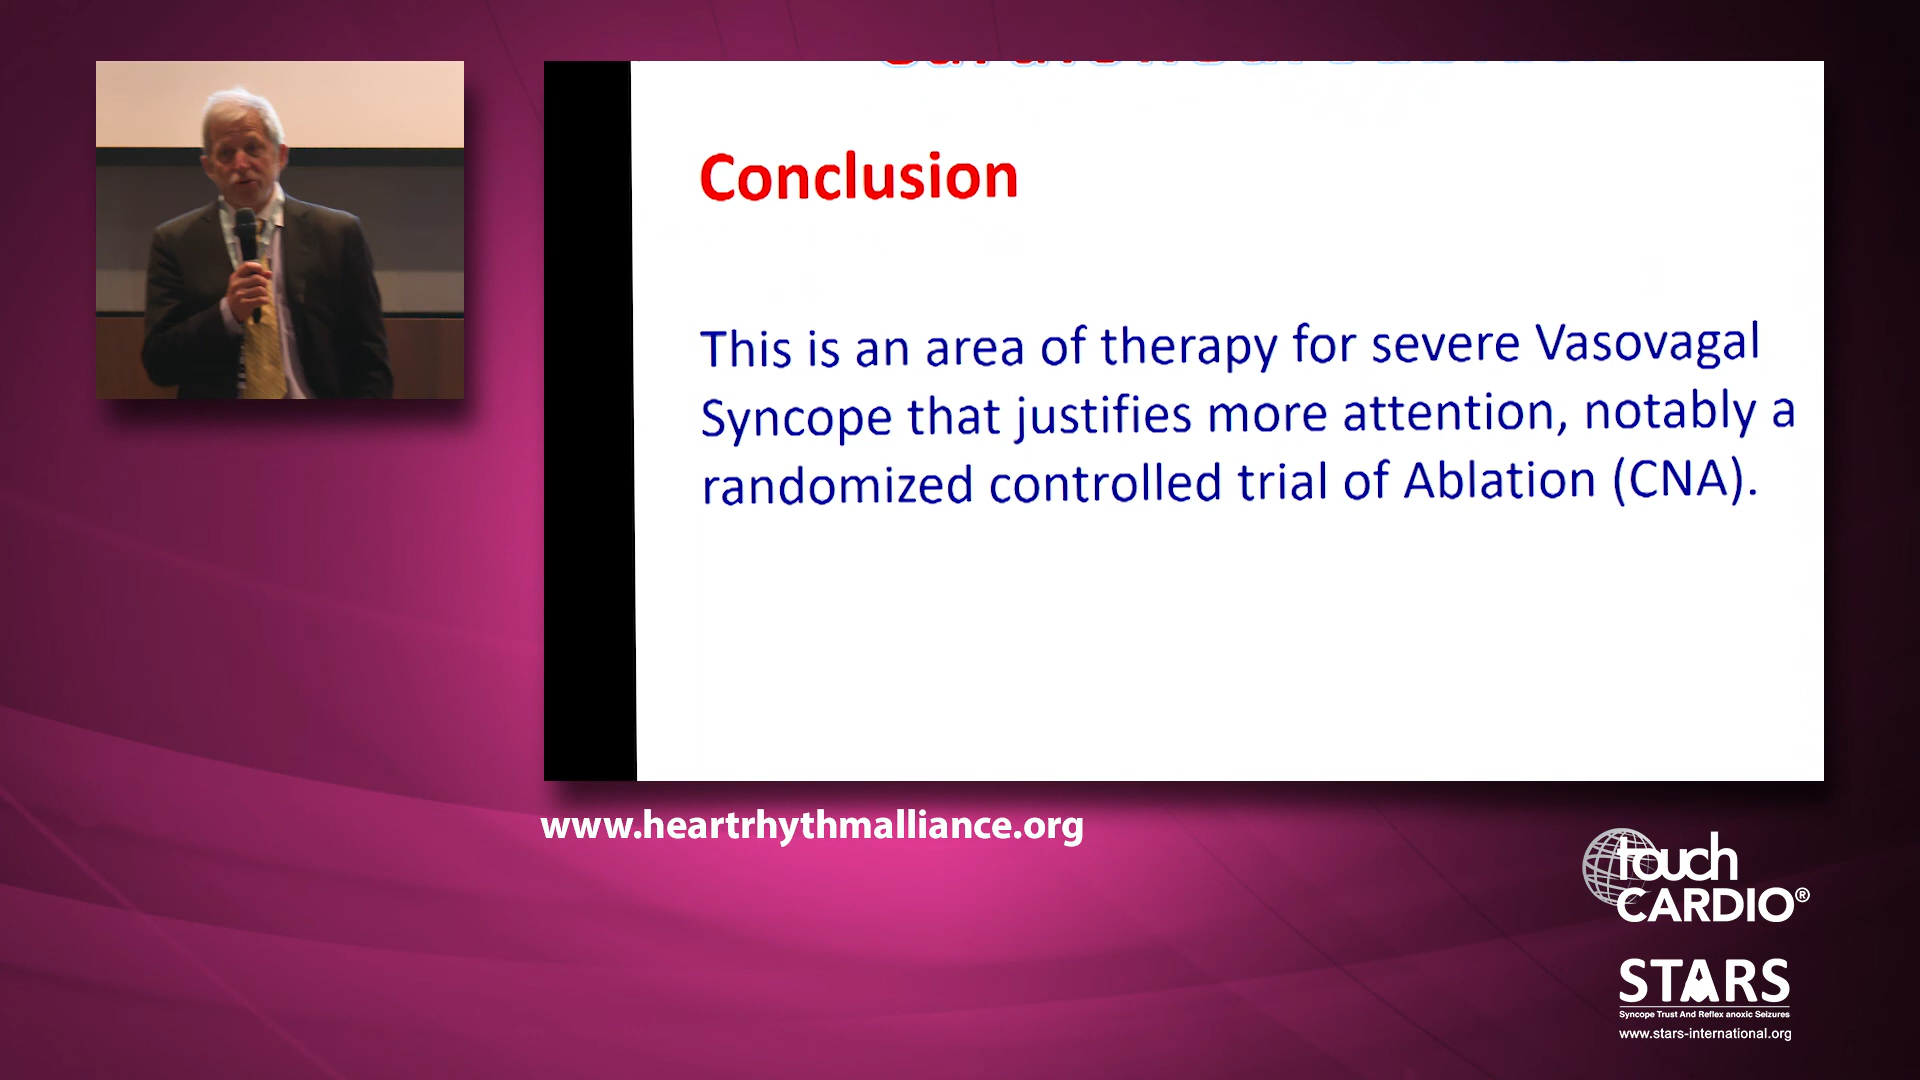 Conclusion
This is an area of therapy for severe Vasovagal
Syncope that justifies more attention, notably a
randomized controlled trial of Ablation (CNA).
www.heartrhythmalliance.org
touch
CARDIO®
STARS
Syncope Trust And Reflex anoxic Seizures
www.stars-international.org